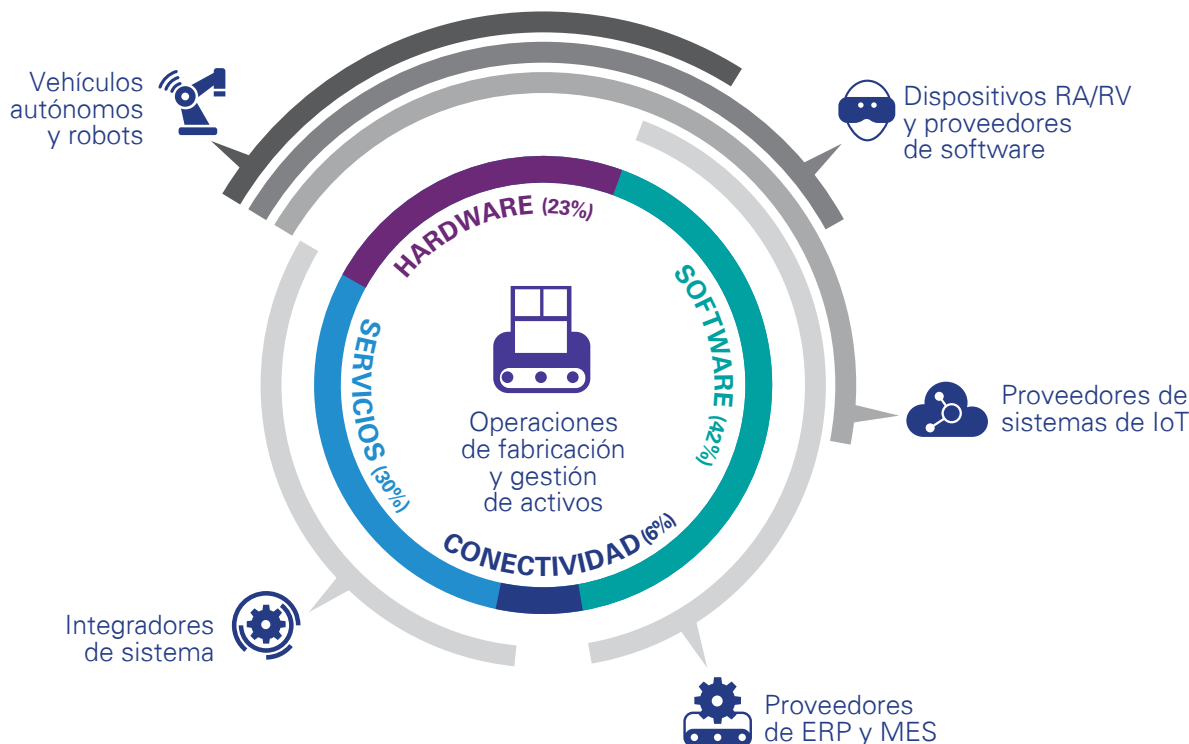 Vehículos
autónomos
y robots
Dispositivos RA/RV
y proveedores
de software
HARDWARE (23%)
SOFTWARE (42%)
SERVICIOS (30%)
CONECTIVIDAD (6%)
Operaciones
de fabricación
y gestión
de activos
Proveedores de
sistemas de IoT
Integradores
de sistema
Proveedores
de ERP y MES